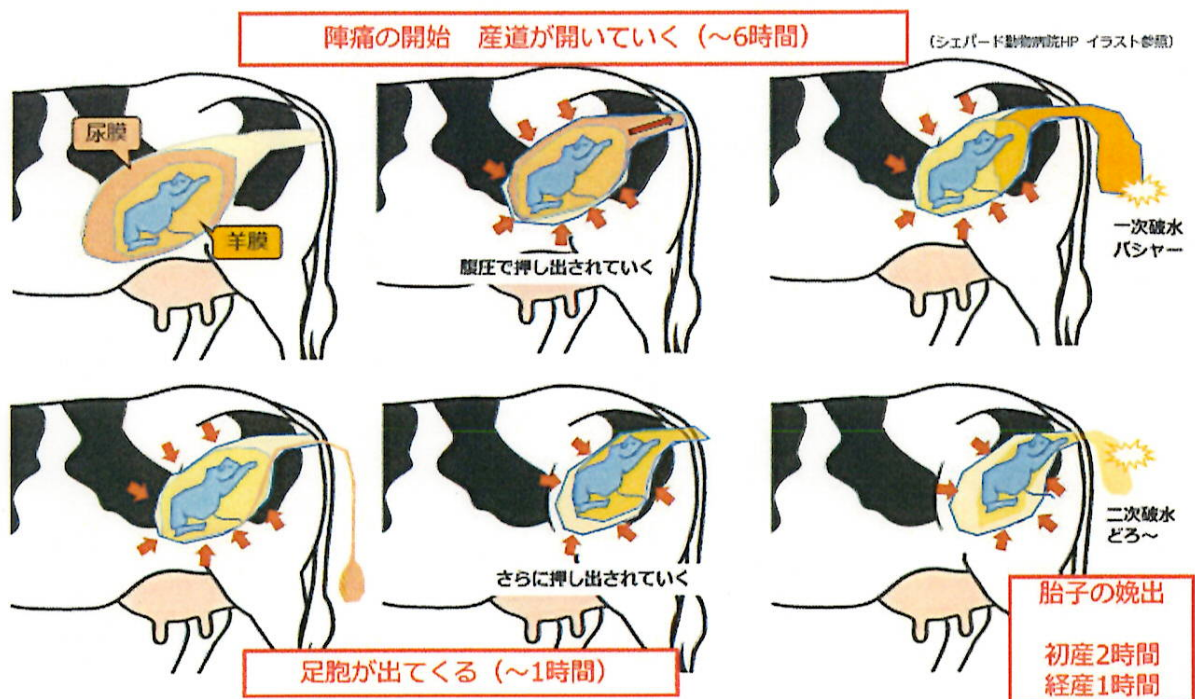 陣痛の開始　産道が開いていく（～6時間）
（シェパード動物病院HP イラスト参照）
尿膜
羊膜
腹圧で押し出されていく
一次破水
バシャー
さらに押し出されていく
二次破水
どろ～
足胞が出てくる（～1時間）
胎子の娩出
初産2時間
経産1時間